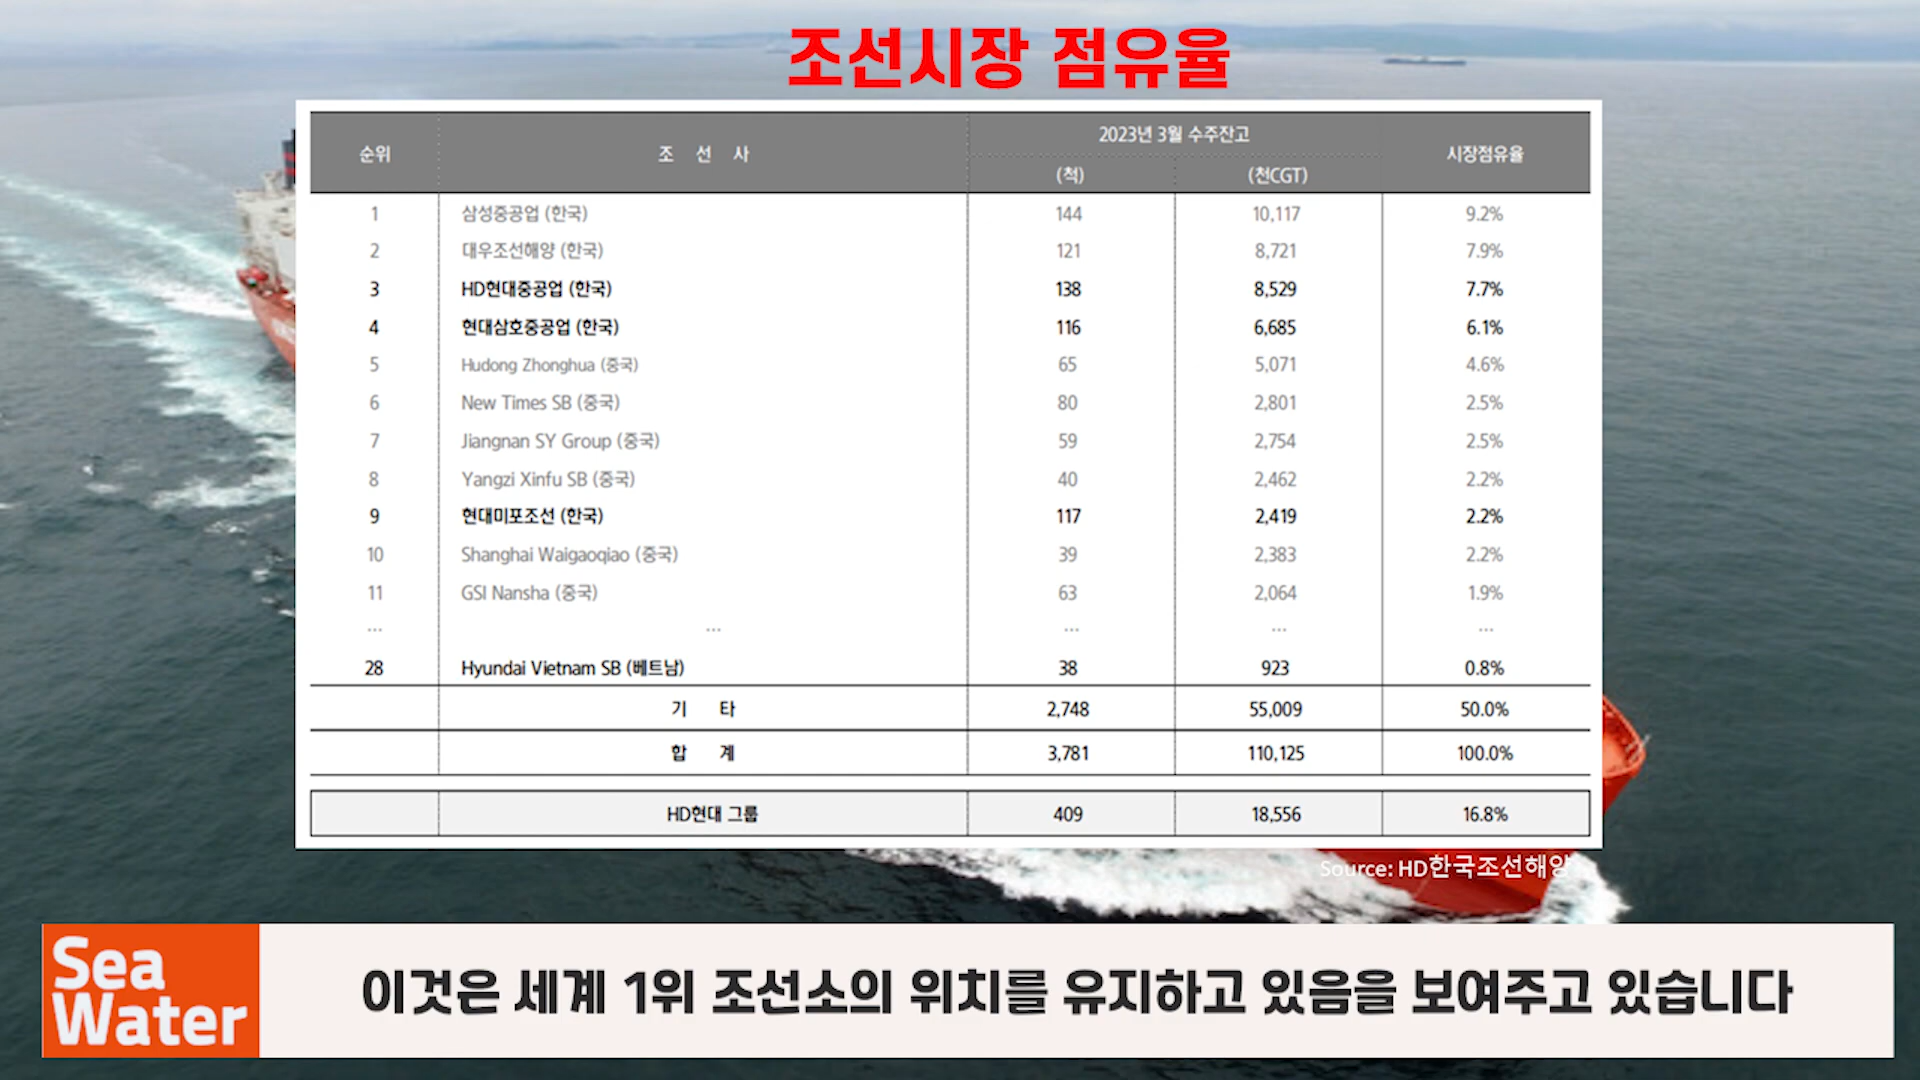 조선시장 점유율
순위 조 선 사 2023년 3월 수주잔고 시장점유율
(척) (천CGT)
1 삼성중공업 (한국) 144 10,117 9.2%
2 대우조선해양 (한국) 121 8,721 7.9%
3 HD현대중공업 (한국) 138 8,529 7.7%
4 현대삼호중공업 (한국) 116 6,685 6.1%
5 Hudong Zhonghua (중국) 65 5,071 4.6%
6 New Times SB (중국) 80 2,801 2.5%
7 Jiangnan SY Group (중국) 59 2,754 2.5%
8 Yangzi Xinfu SB (중국) 40 2,462 2.2%
9 현대미포조선 (한국) 117 2,419 2.2%
10 Shanghai Waigaoqiao (중국) 39 2,383 2.2%
11 GSI Nansha (중국) 63 2,064 1.9%
... ... ... ... ...
28 Hyundai Vietnam SB (베트남) 38 923 0.8%
기 타 2,748 55,009 50.0%
합 계 3,781 110,125 100.0%
HD현대 그룹 409 18,556 16.8%
Source: HD한국조선해양
Sea
Water
이것은 세계 1위 조선소의 위치를 유지하고 있음을 보여주고 있습니다